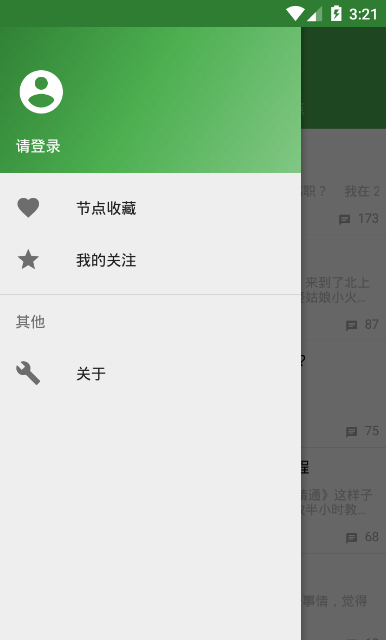 3:21
请登录
节点收藏
我的关注
其他
关于
职？ 我在 2
173
来到了北上
姑娘小火...
87
?
75
程
》这样子
半小时教...
68
事情，觉得